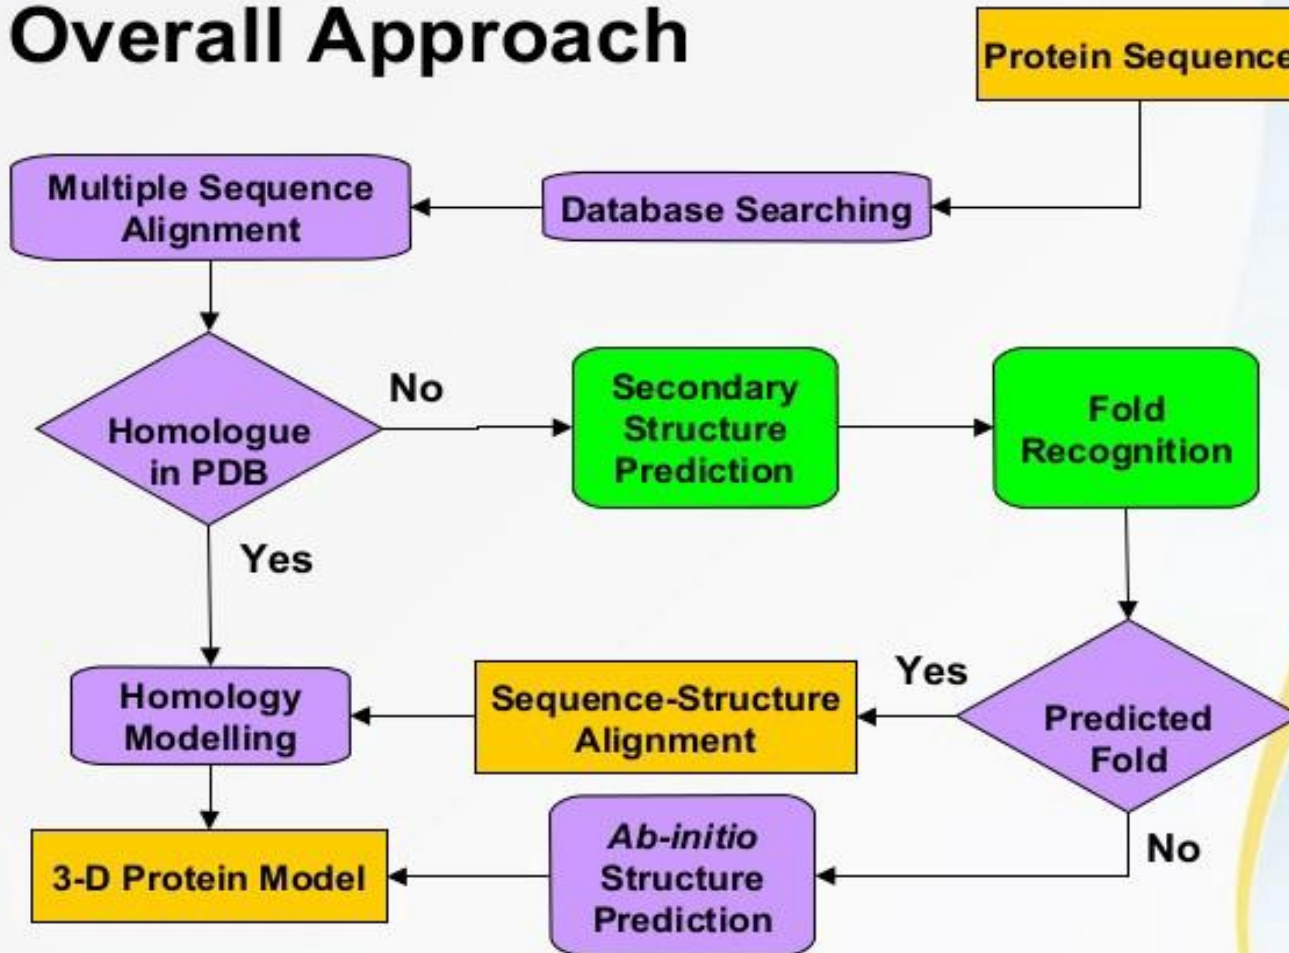 Overall Approach
Protein Sequence
Multiple Sequence
Alignment
Database Searching
Homologue
in PDB
No
Secondary
Structure
Prediction
Fold
Recognition
Yes
Homology
Modelling
Sequence-Structure
Alignment
Yes
Predicted
Fold
No
Ab-initio
Structure
Prediction
3-D Protein Model